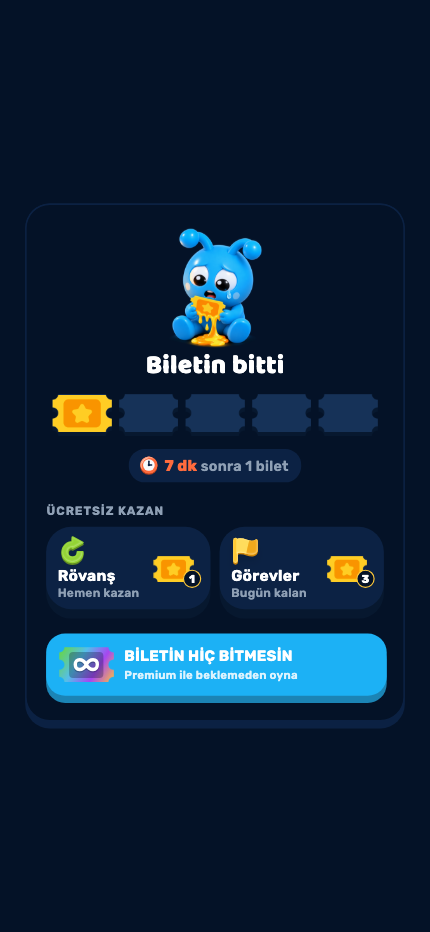 Biletin bitti
7 dk sonra 1 bilet
ÜCRETSİZ KAZAN
Rövanş
Hemen kazan
1
Görevler
Bugün kalan
3
BİLETİN HİÇ BİTMESİN
Premium ile beklemeden oyna